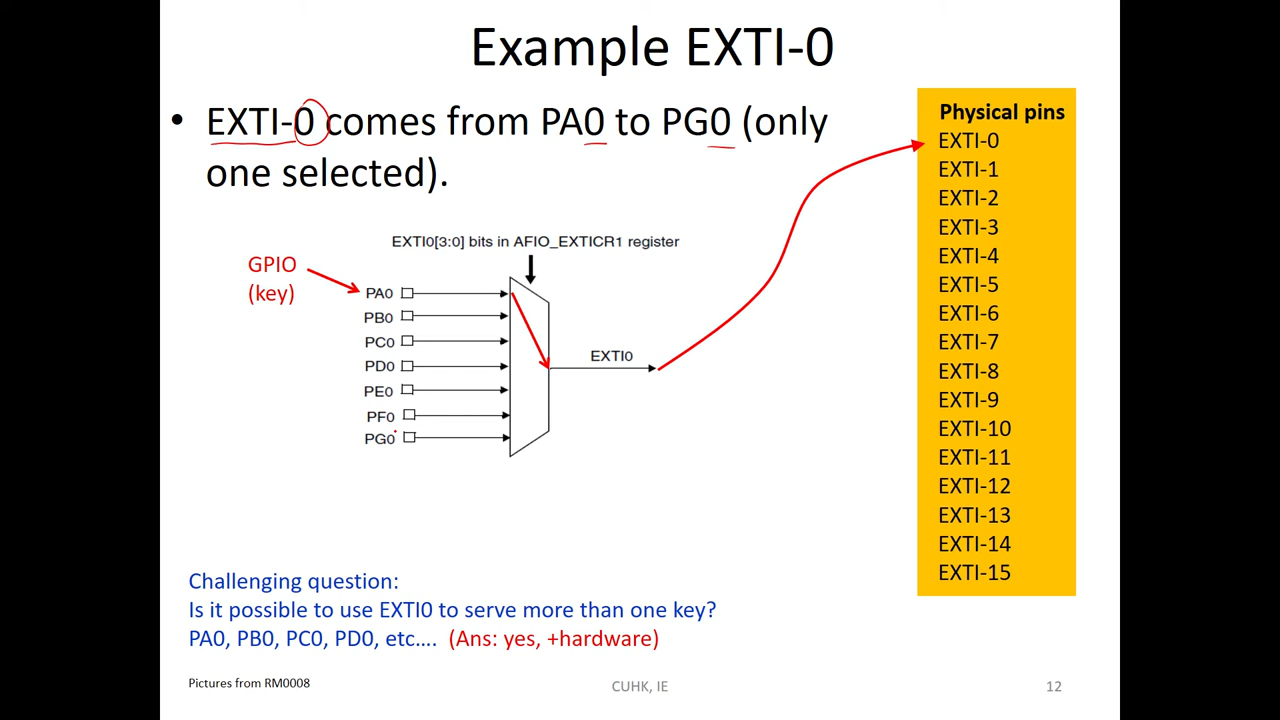 Example EXTI-0
• EXTI-0 comes from PA0 to PG0 (only
one selected).
EXTI0[3:0] bits in AFIO_EXTICR1 register
GPIO
(key)
PA0
PB0
PC0
PD0
PE0
PF0
PG0
EXTI0
Physical pins
EXTI-0
EXTI-1
EXTI-2
EXTI-3
EXTI-4
EXTI-5
EXTI-6
EXTI-7
EXTI-8
EXTI-9
EXTI-10
EXTI-11
EXTI-12
EXTI-13
EXTI-14
EXTI-15
Challenging question:
Is it possible to use EXTI0 to serve more than one key?
PA0, PB0, PC0, PD0, etc.... (Ans: yes, +hardware)
Pictures from RM0008
CUHK, IE
12